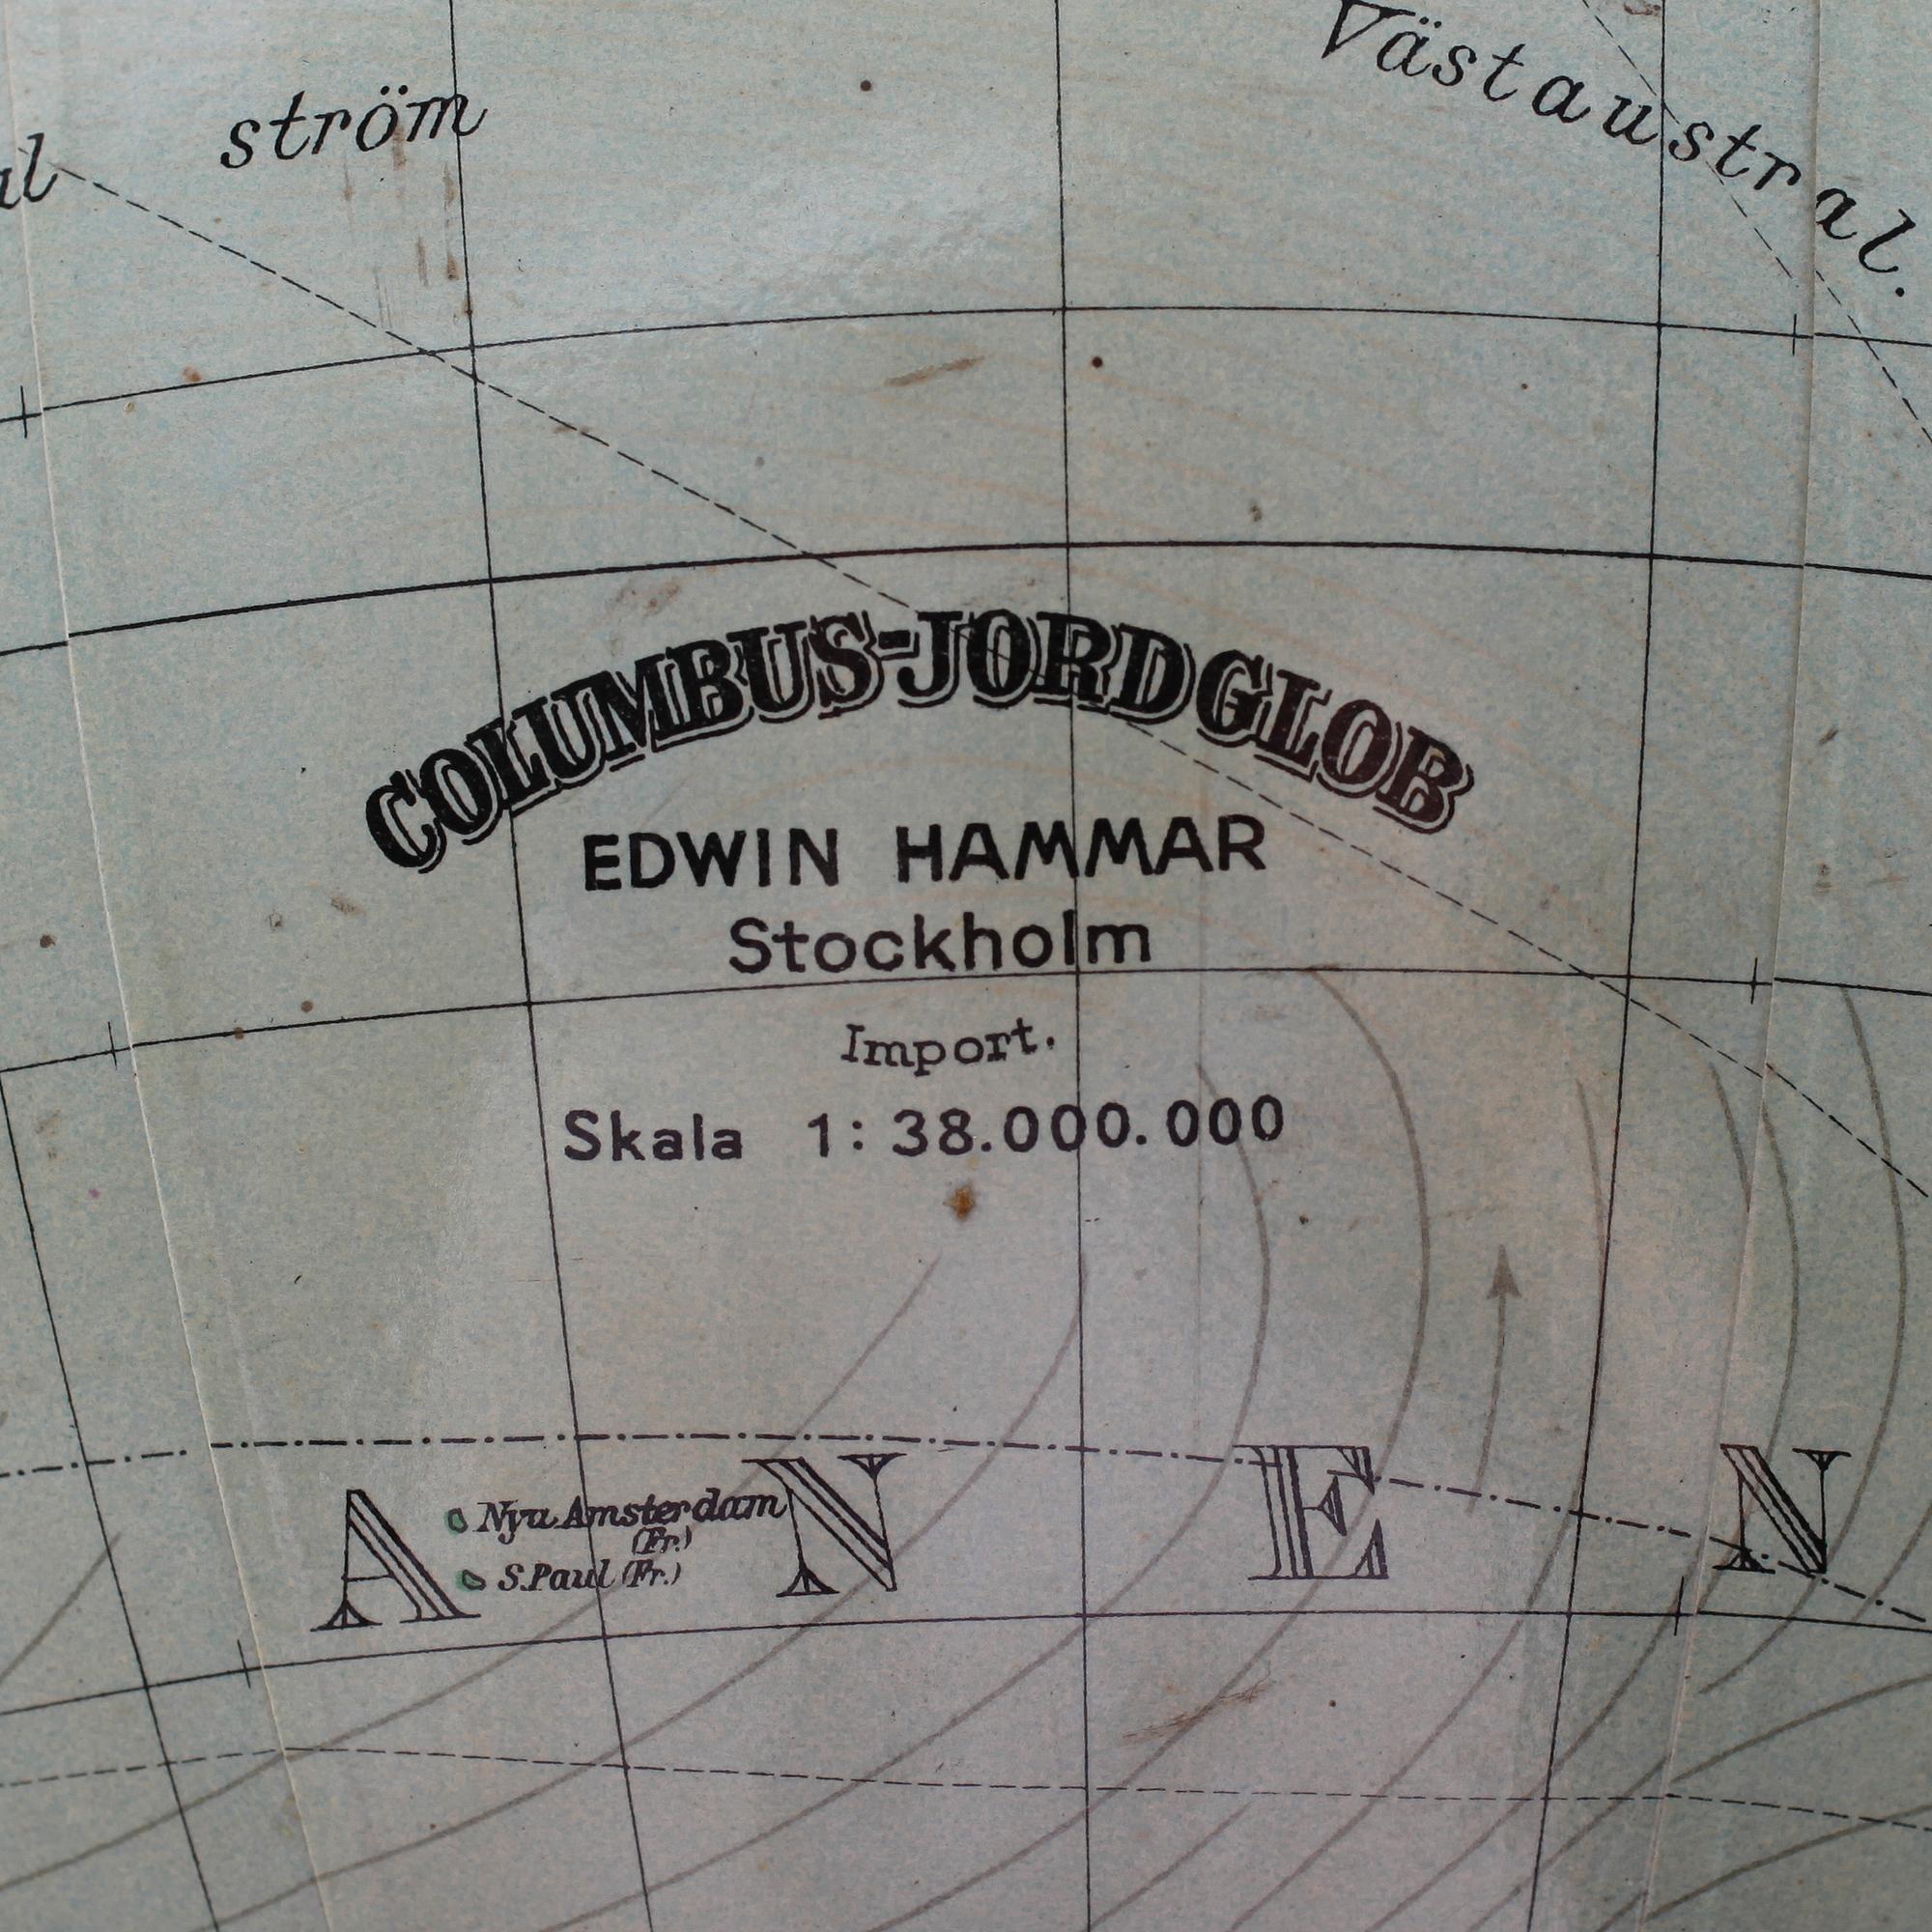 ström
Västaustral.
COLUMBUS-JORDGLOB
EDWIN HAMMAR
Stockholm
Import.
Skala 1:38.000.000
A N E N
Nya Amsterdam
(Fr.)
S.Paul (Fr.)